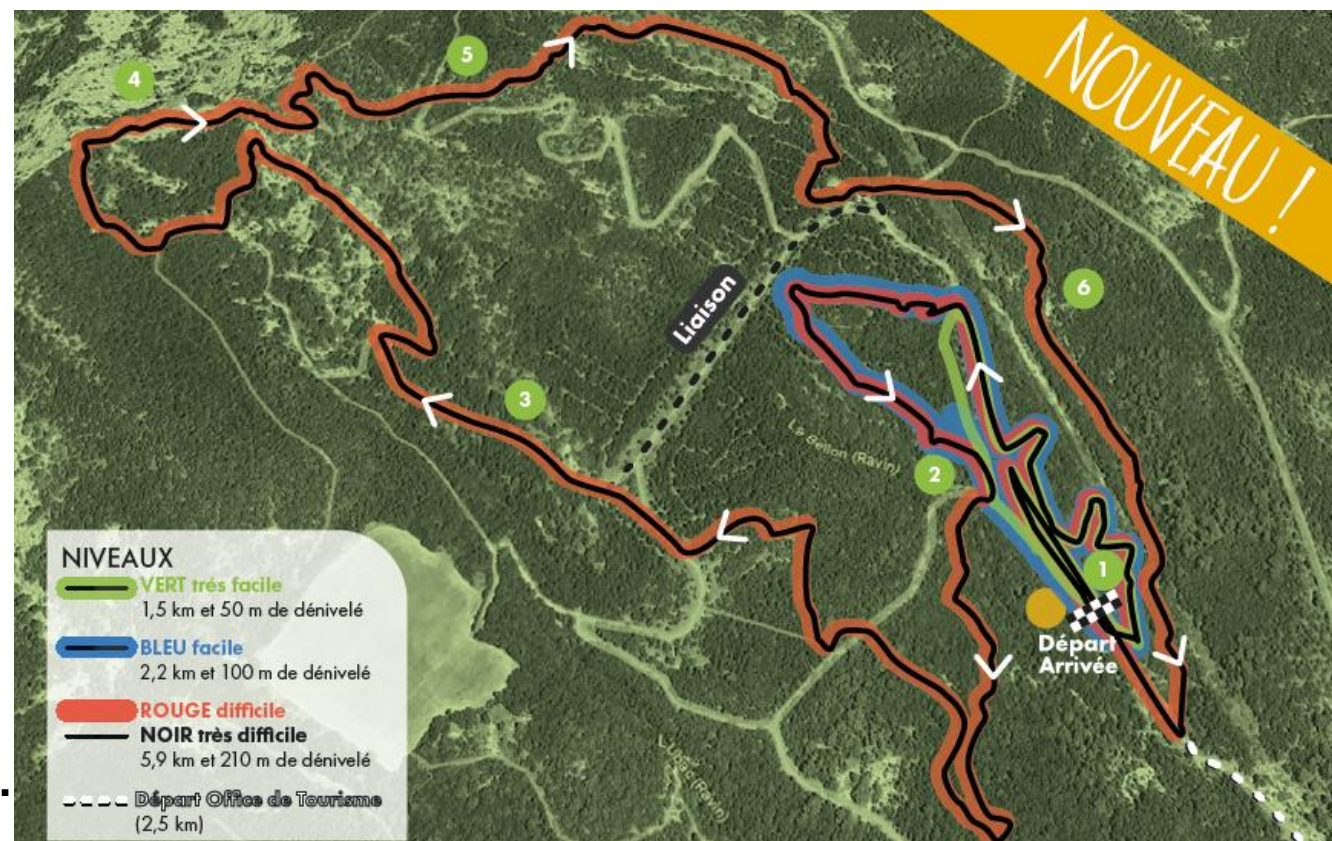 NOUVEAU !
4
5
6
Liaison
3
Le Bellon (Ravin)
2
1
Départ
Arrivée
NIVEAUX
VERT trés facile
1,5 km et 50 m de dénivelé
BLEU facile
2,2 km et 100 m de dénivelé
ROUGE difficile
NOIR très difficile
5,9 km et 210 m de dénivelé
Départ Office de Tourisme
(2,5 km)
.